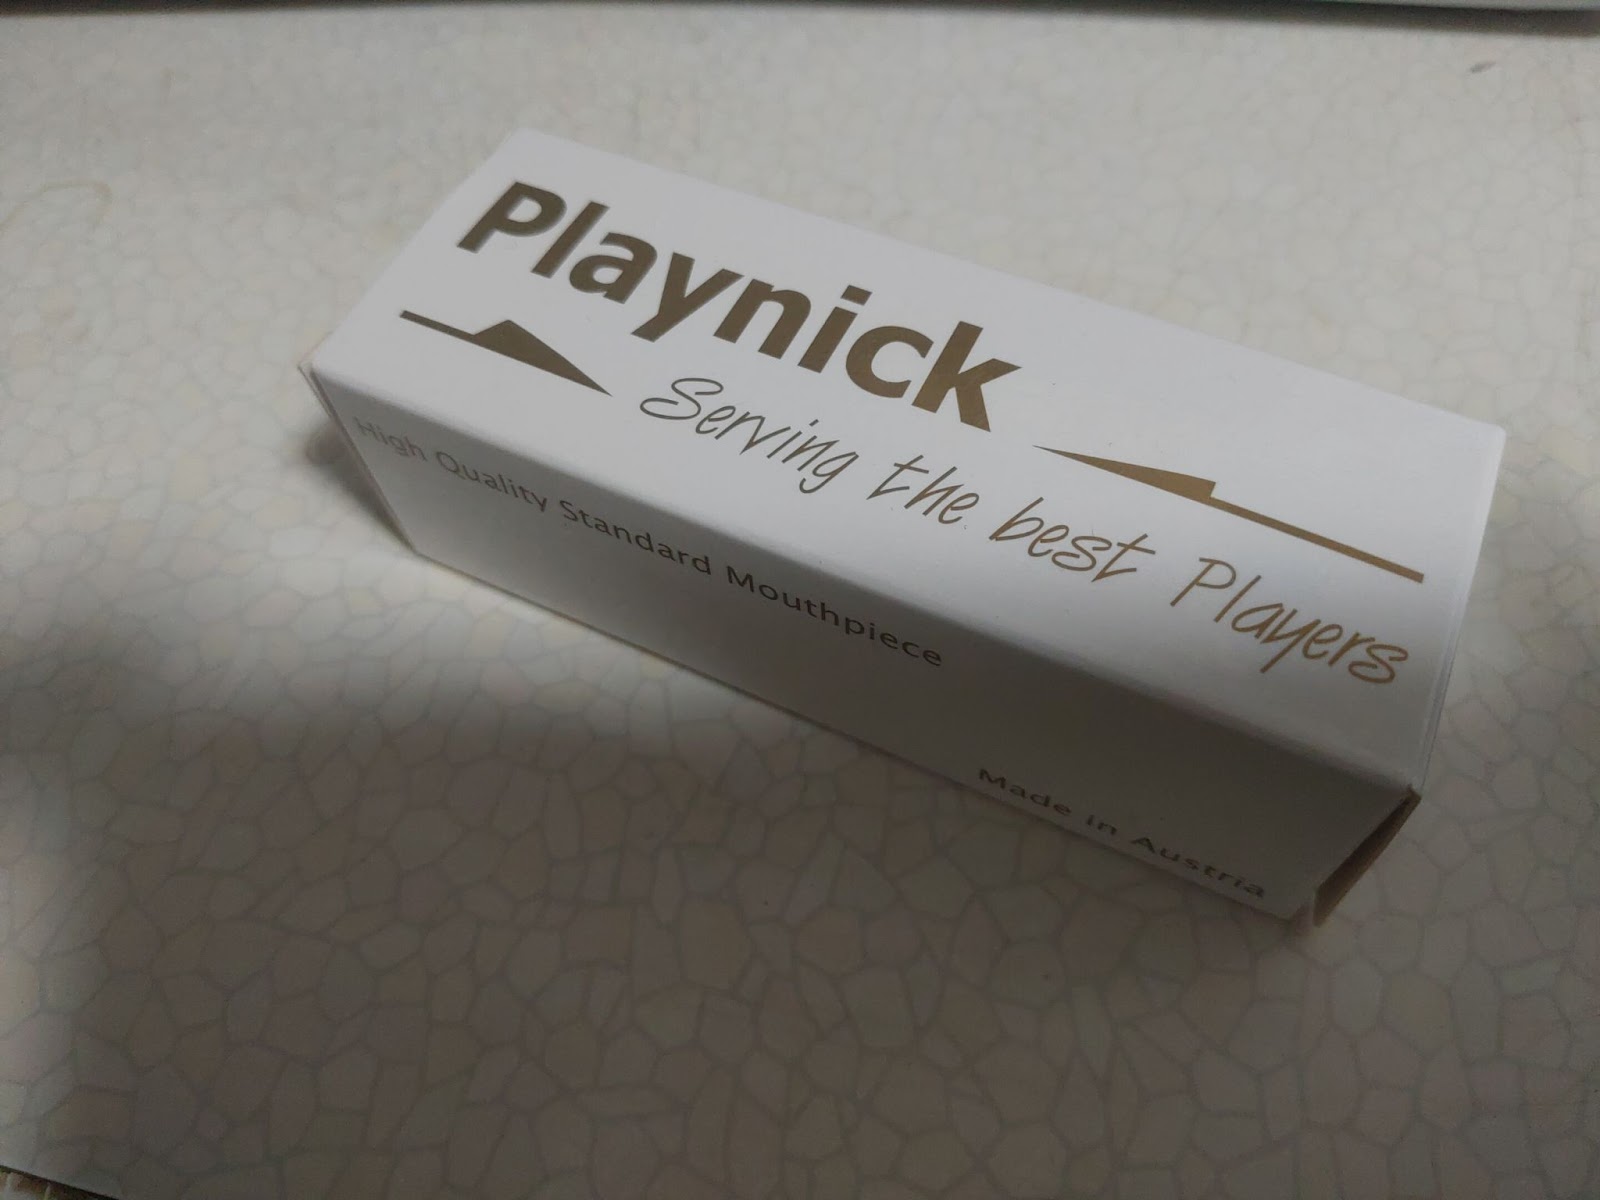 Playnick
Serving the best Players
High Quality Standard Mouthpiece
Made in Austria